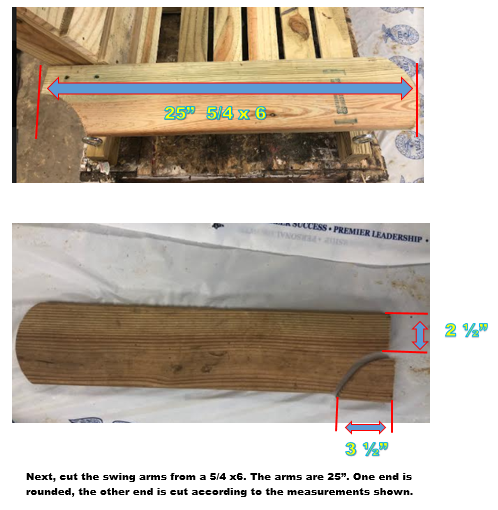 25” 5/4 x 6
SUCCESS • PREMIER LEADERSHIP •
2 ½”
3 ½”
Next, cut the swing arms from a 5/4 x6. The arms are 25”. One end is
rounded, the other end is cut according to the measurements shown.